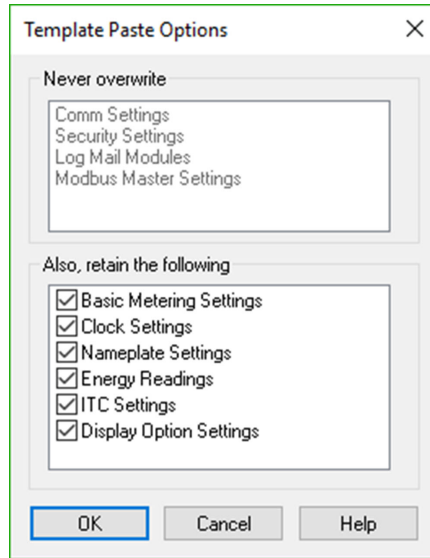 Template Paste Options
Never overwrite
Comm Settings
Security Settings
Log Mail Modules
Modbus Master Settings
Also, retain the following
Basic Metering Settings
Clock Settings
Nameplate Settings
Energy Readings
ITC Settings
Display Option Settings
OK Cancel Help